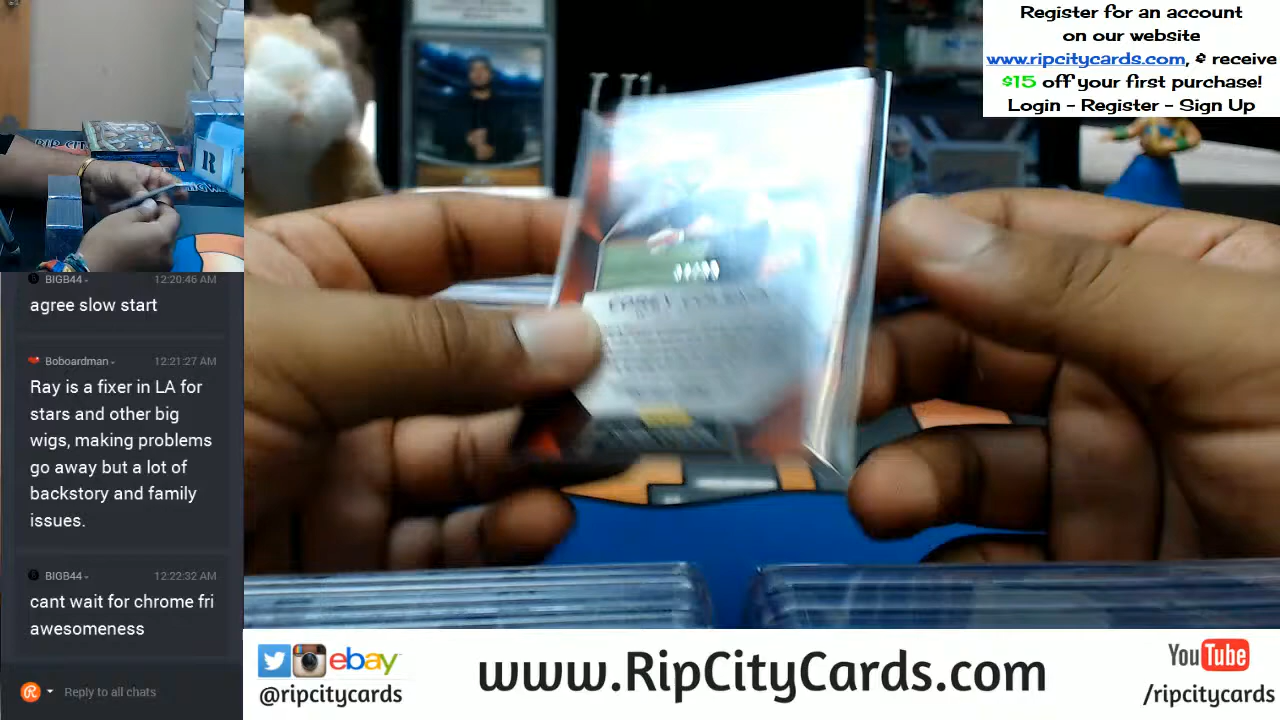 Register for an account
on our website
www.ripcitycards.com, & receive
$15 off your first purchase!
Login - Register - Sign Up
RIP CIT
R
BIGB44 12:20:46 AM
agree slow start
Boboardman 12:21:27 AM
Ray is a fixer in LA for
stars and other big
wigs, making problems
go away but a lot of
backstory and family
issues.
BIGB44 12:22:32 AM
cant wait for chrome fri
awesomeness
Reply to all chats
ebay
@ripcitycards
www.RipCityCards.com
YouTube
/ripcitycards